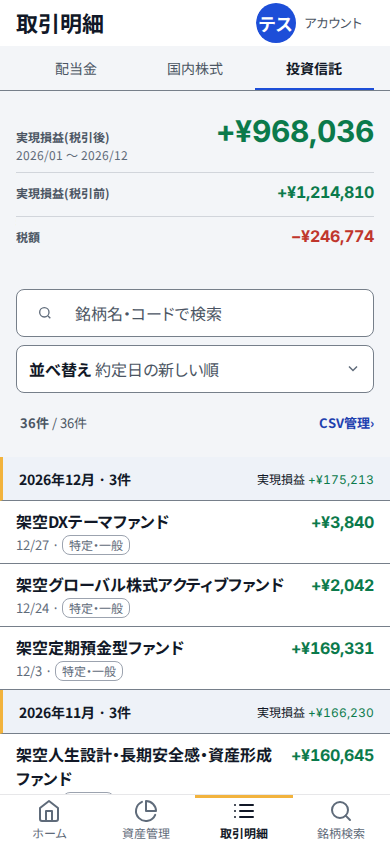 取引明細
テス アカウント
配当金 国内株式 投資信託
実現損益(税引後) +¥968,036
2026/01 〜 2026/12
実現損益(税引前) +¥1,214,810
税額 −¥246,774
銘柄名・コードで検索
並べ替え 約定日の新しい順
36件 / 36件 CSV管理›
2026年12月・3件 実現損益 +¥175,213
架空DXテーマファンド +¥3,840
12/27・特定・一般
架空グローバル株式アクティブファンド +¥2,042
12/24・特定・一般
架空定期預金型ファンド +¥169,331
12/3・特定・一般
2026年11月・3件 実現損益 +¥166,230
架空人生設計・長期安全感・資産形成 +¥160,645
ファンド
ホーム 資産管理 取引明細 銘柄検索